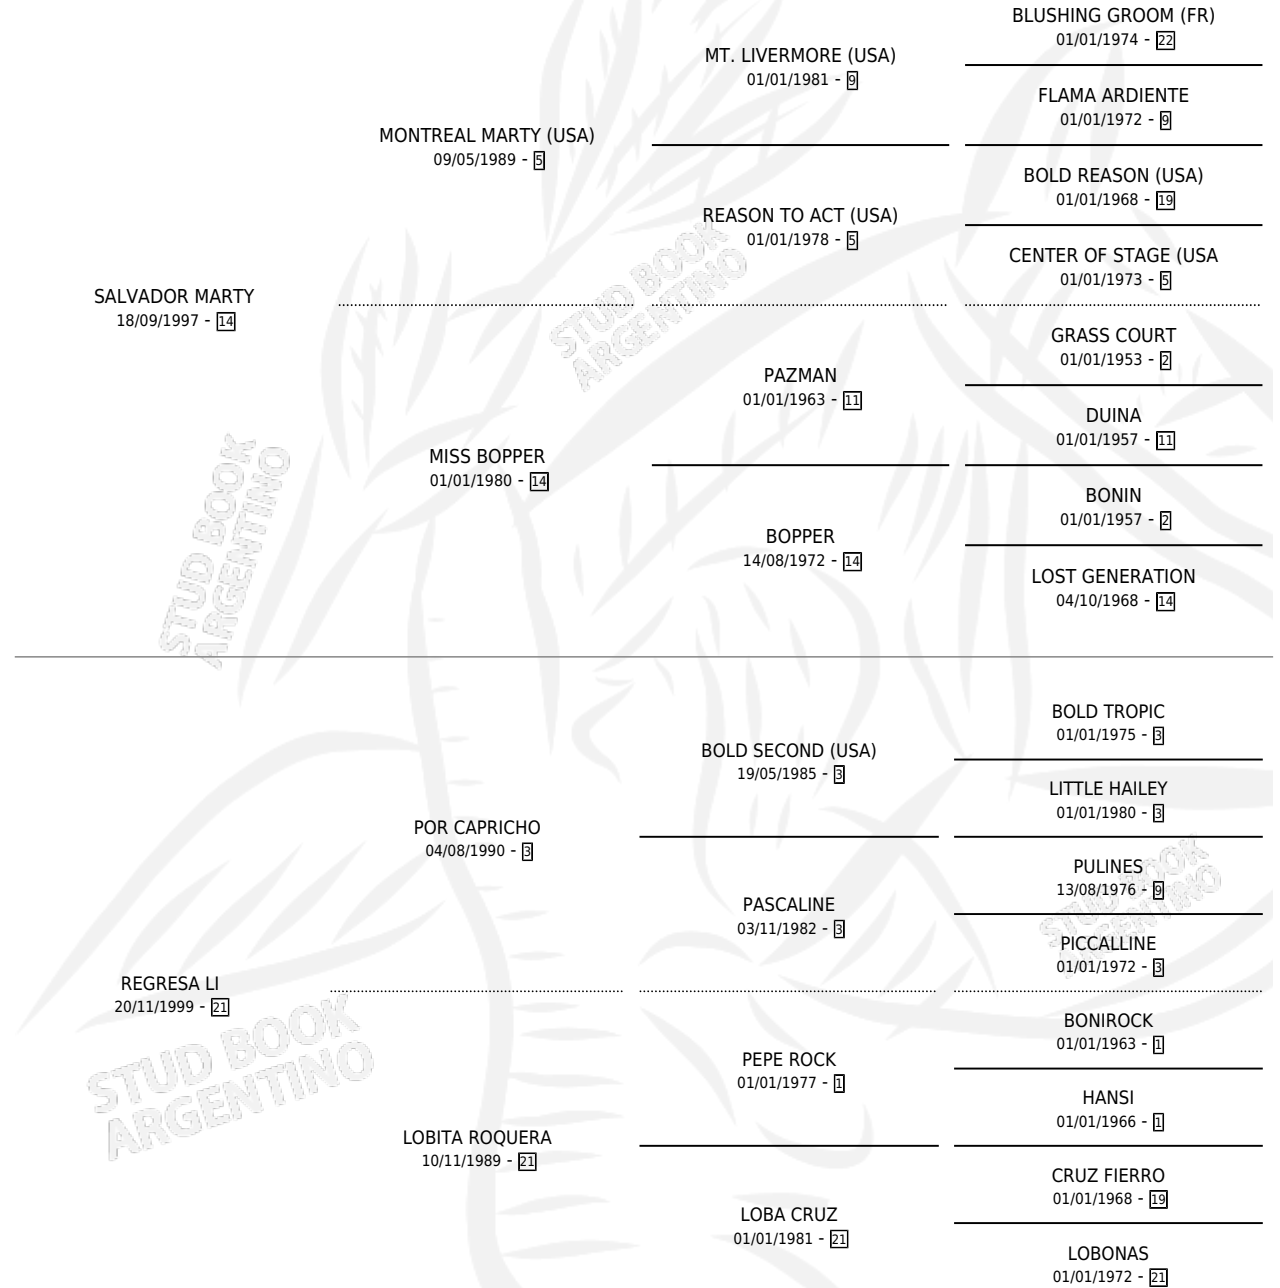 BLUSHING GROOM (FR)
01/01/1974 - 22
MT. LIVERMORE (USA)
01/01/1981 - 9
FLAMA ARDIENTE
01/01/1972 - 9
MONTREAL MARTY (USA)
09/05/1989 - 5
BOLD REASON (USA)
01/01/1968 - 19
REASON TO ACT (USA)
01/01/1978 - 5
CENTER OF STAGE (USA
01/01/1973 - 5
SALVADOR MARTY
18/09/1997 - 14
STUD BOOK
ARGENTINO
GRASS COURT
01/01/1953 - 2
PAZMAN
01/01/1963 - 11
DUINA
01/01/1957 - 11
MISS BOPPER
01/01/1980 - 14
STUD BOOK
ARGENTINO
BONIN
01/01/1957 - 2
BOPPER
14/08/1972 - 14
LOST GENERATION
04/10/1968 - 14
BOLD TROPIC
01/01/1975 - 3
BOLD SECOND (USA)
19/05/1985 - 3
LITTLE HAILEY
01/01/1980 - 3
POR CAPRICHO
04/08/1990 - 3
PULINES
13/08/1976 - 9
STUD BOOK
ARGENTINO
PASCALINE
03/11/1982 - 3
PICCALLINE
01/01/1972 - 3
REGRESA LI
20/11/1999 - 21
STUD BOOK
ARGENTINO
BONIROCK
01/01/1963 - 1
PEPE ROCK
01/01/1977 - 1
HANSI
01/01/1966 - 1
LOBITA ROQUERA
10/11/1989 - 21
CRUZ FIERRO
01/01/1968 - 19
LOBA CRUZ
01/01/1981 - 21
LOBONAS
01/01/1972 - 21